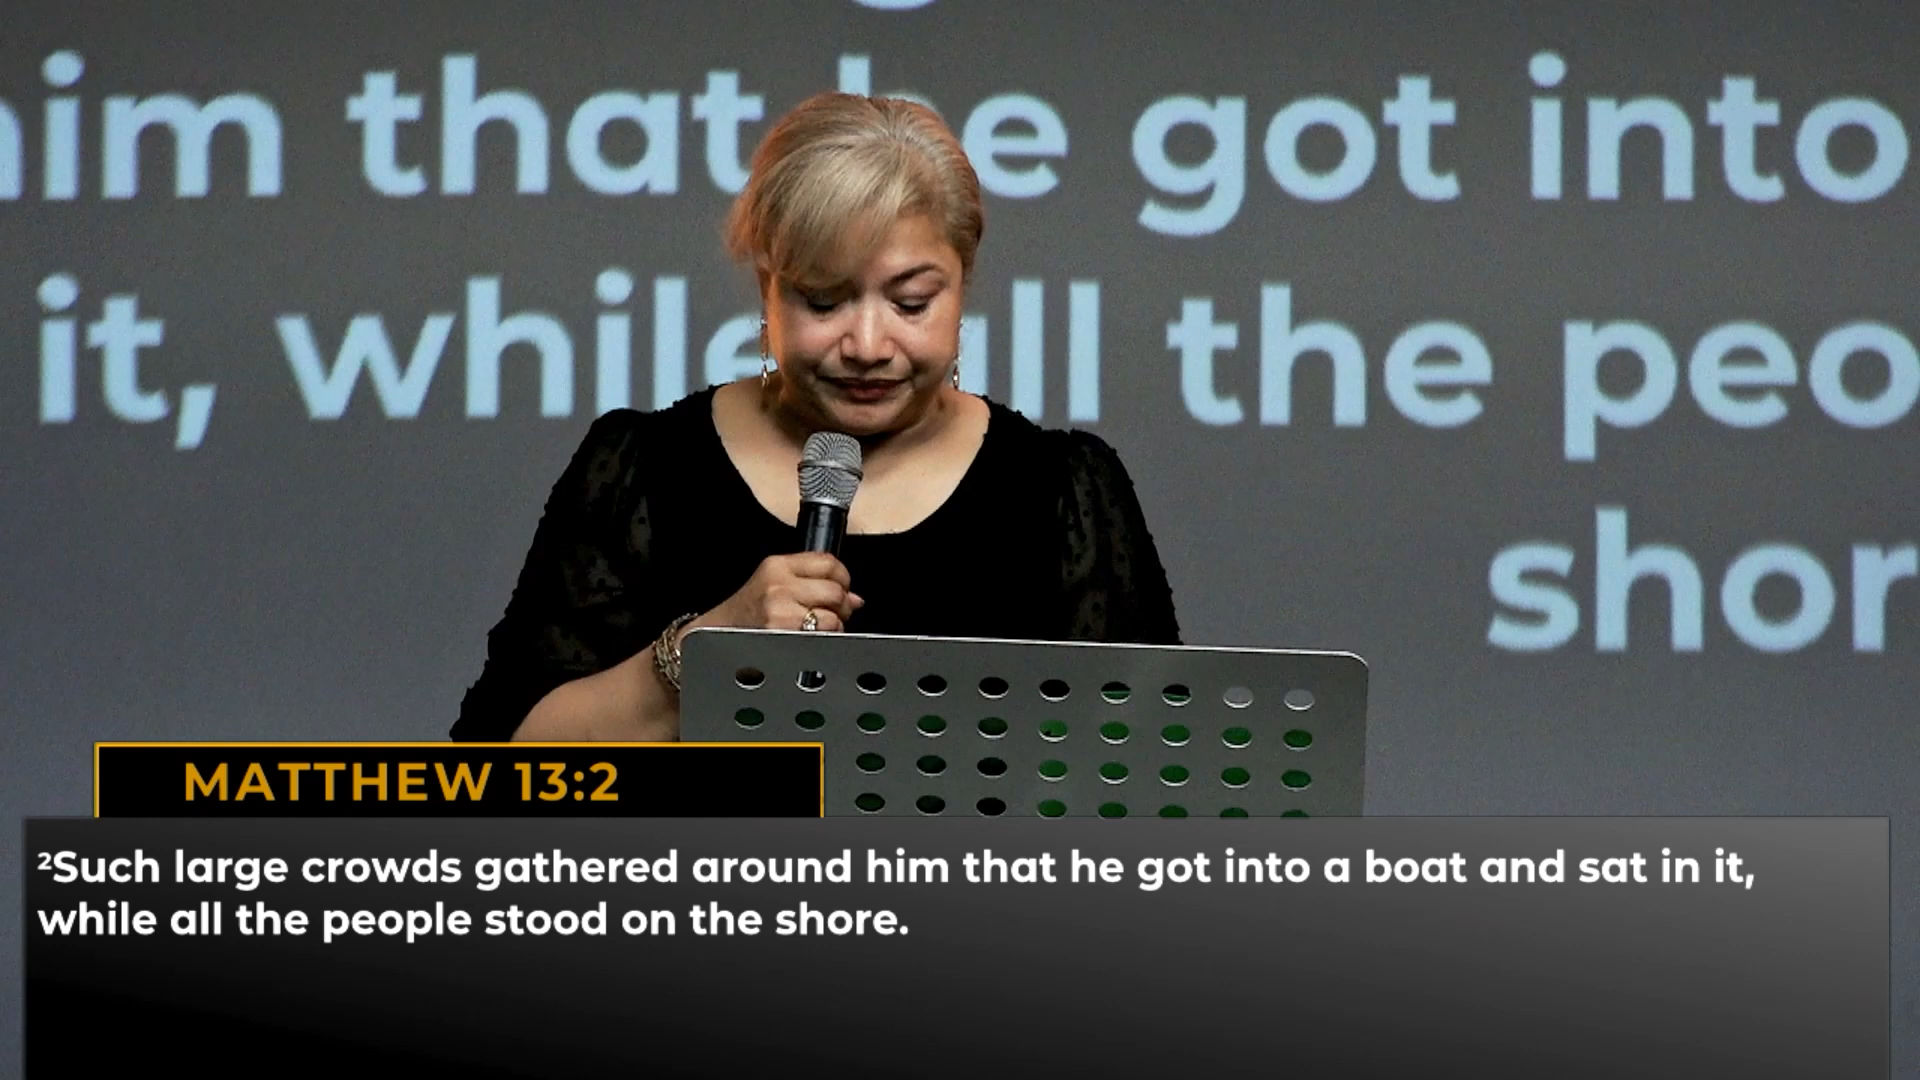 him that he got into
it, while all the peo
shor
MATTHEW 13:2
²Such large crowds gathered around him that he got into a boat and sat in it,
while all the people stood on the shore.